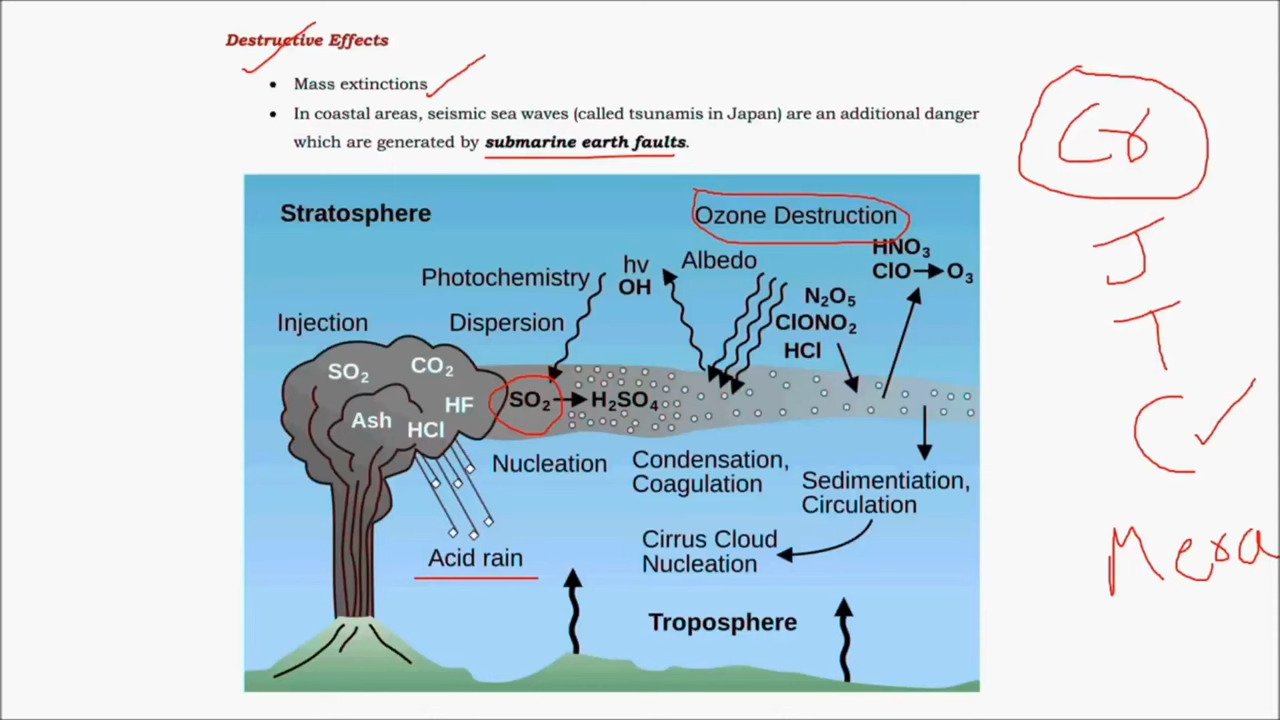 Destructive Effects
• Mass extinctions
• In coastal areas, seismic sea waves (called tsunamis in Japan) are an additional danger
which are generated by submarine earth faults.
Stratosphere
Ozone Destruction
HNO₃
ClO → O₃
Photochemistry
hv
OH
Albedo
N₂O₅
ClONO₂
HCl
Injection
Dispersion
SO₂
CO₂
HF
Ash
HCl
SO₂ → H₂SO₄
Nucleation
Condensation,
Coagulation
Sedimentiation,
Circulation
Acid rain
Cirrus Cloud
Nucleation
Troposphere
J
T
C